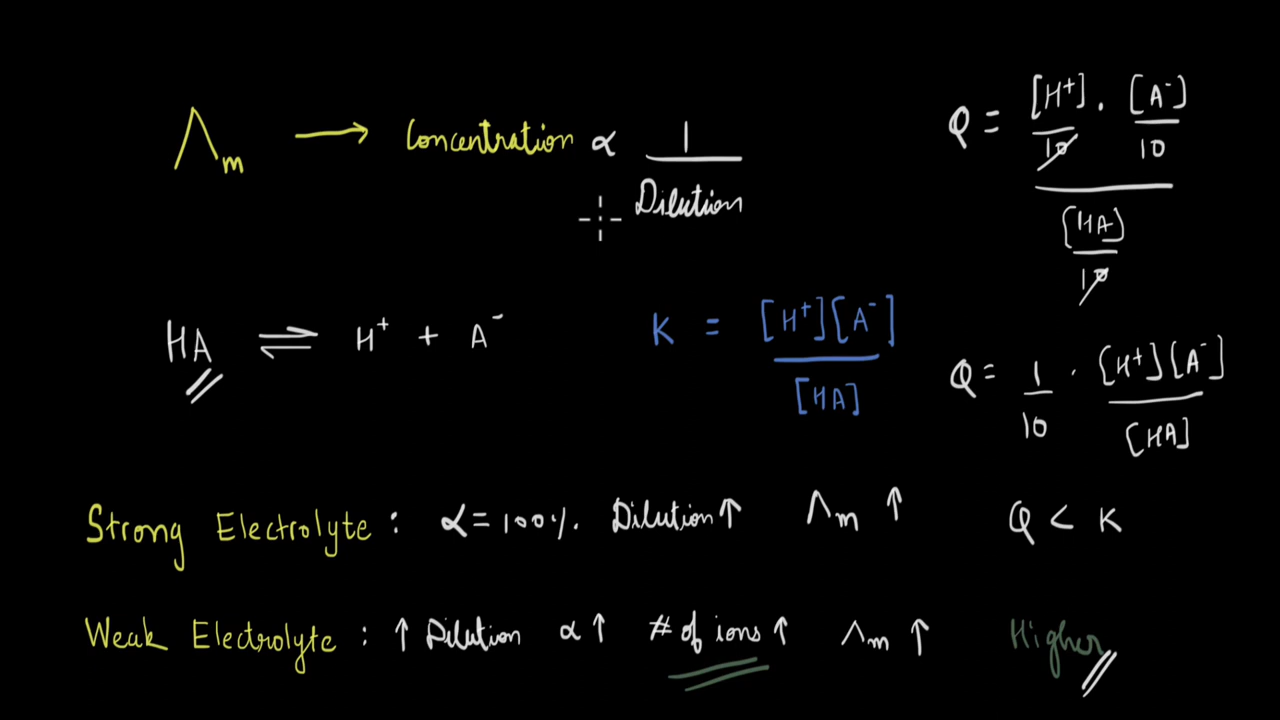 Λm → Concentration ∝ 1 / Dilution
Q = [H⁺]/10 . [A⁻]/10 / [HA]/10
HA ⇌ H⁺ + A⁻
K = [H⁺][A⁻] / [HA]
Q = 1/10 . [H⁺][A⁻] / [HA]
Strong Electrolyte : α = 100%. Dilution ↑ Λm ↑ Q < K
Weak Electrolyte : ↑ Dilution α ↑ # of ions ↑ Λm ↑ Higher